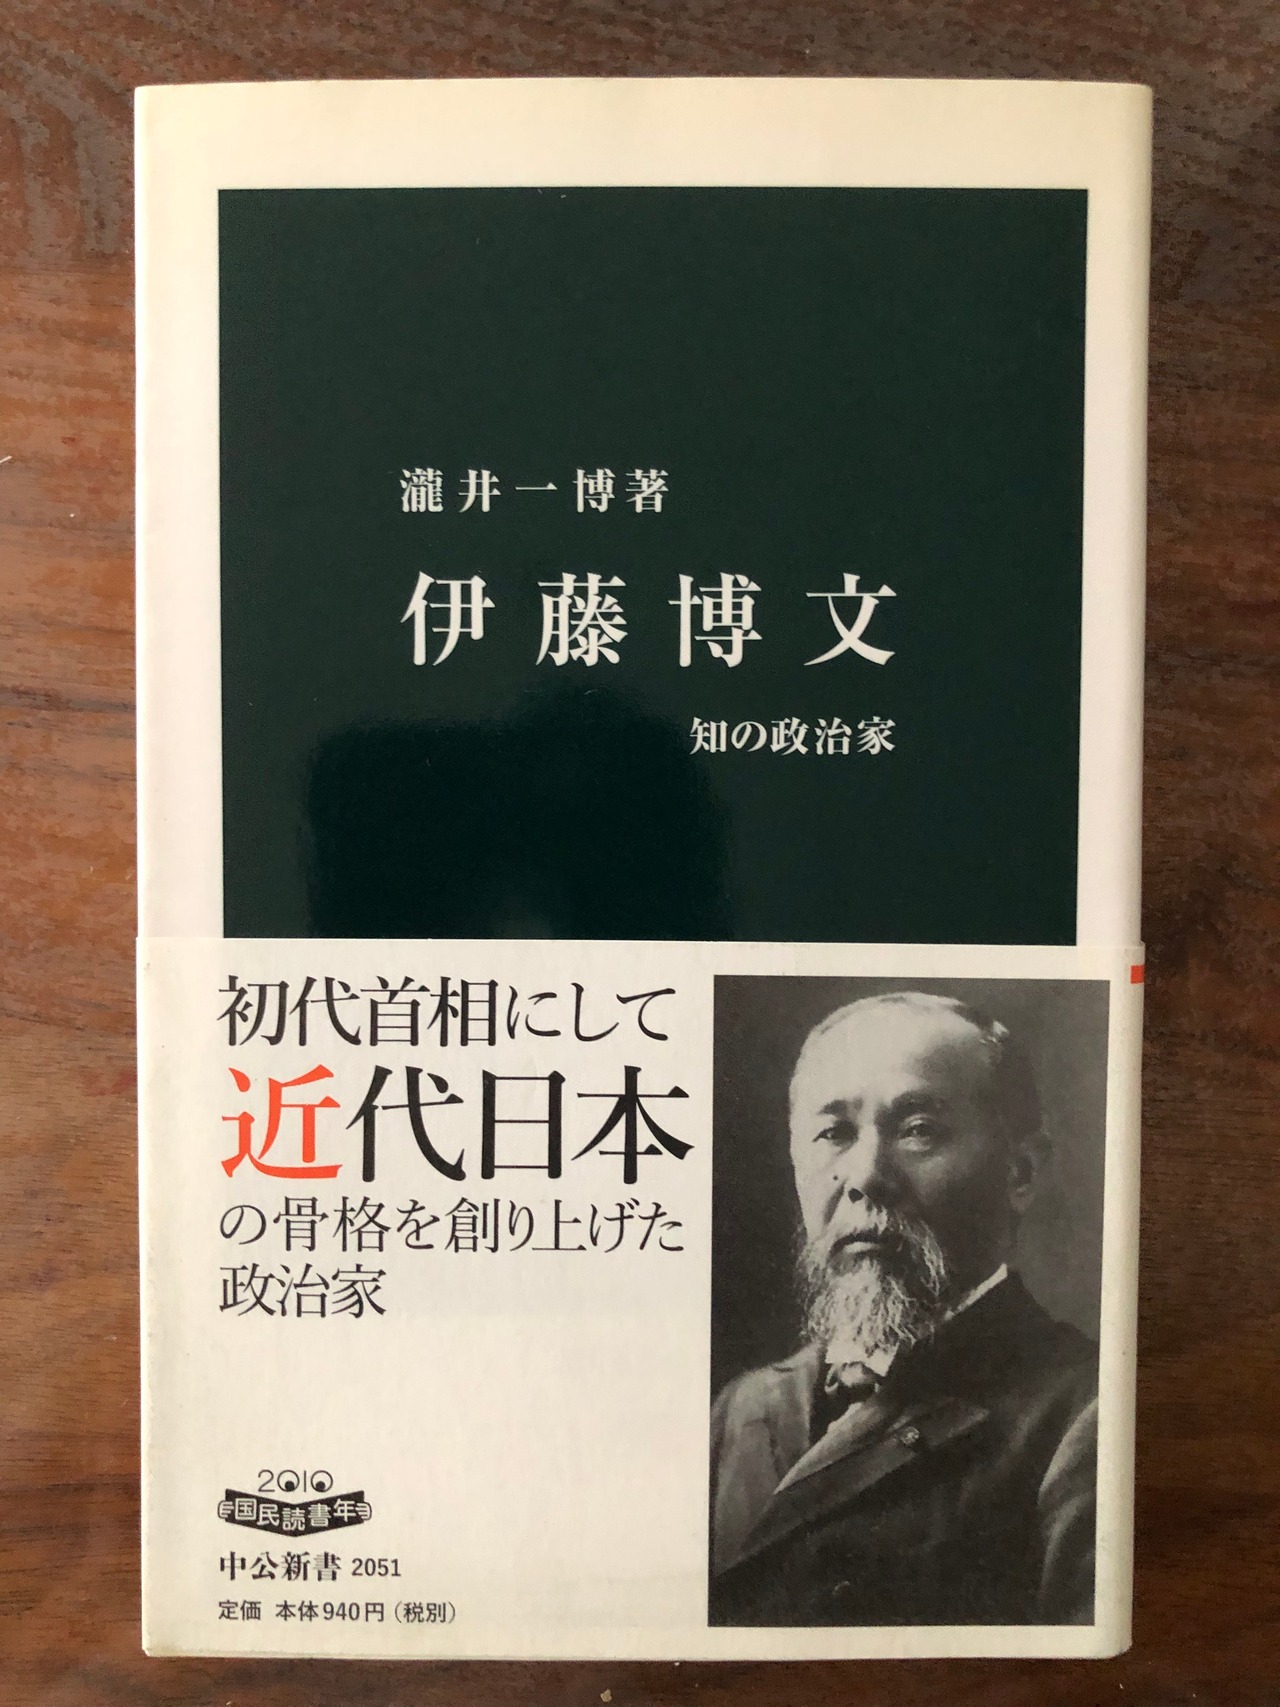 瀧井一博著
伊藤博文
知の政治家
初代首相にして
近代日本
の骨格を創り上げた
政治家
2010
国民読書年
中公新書 2051
定価 本体940円(税別)